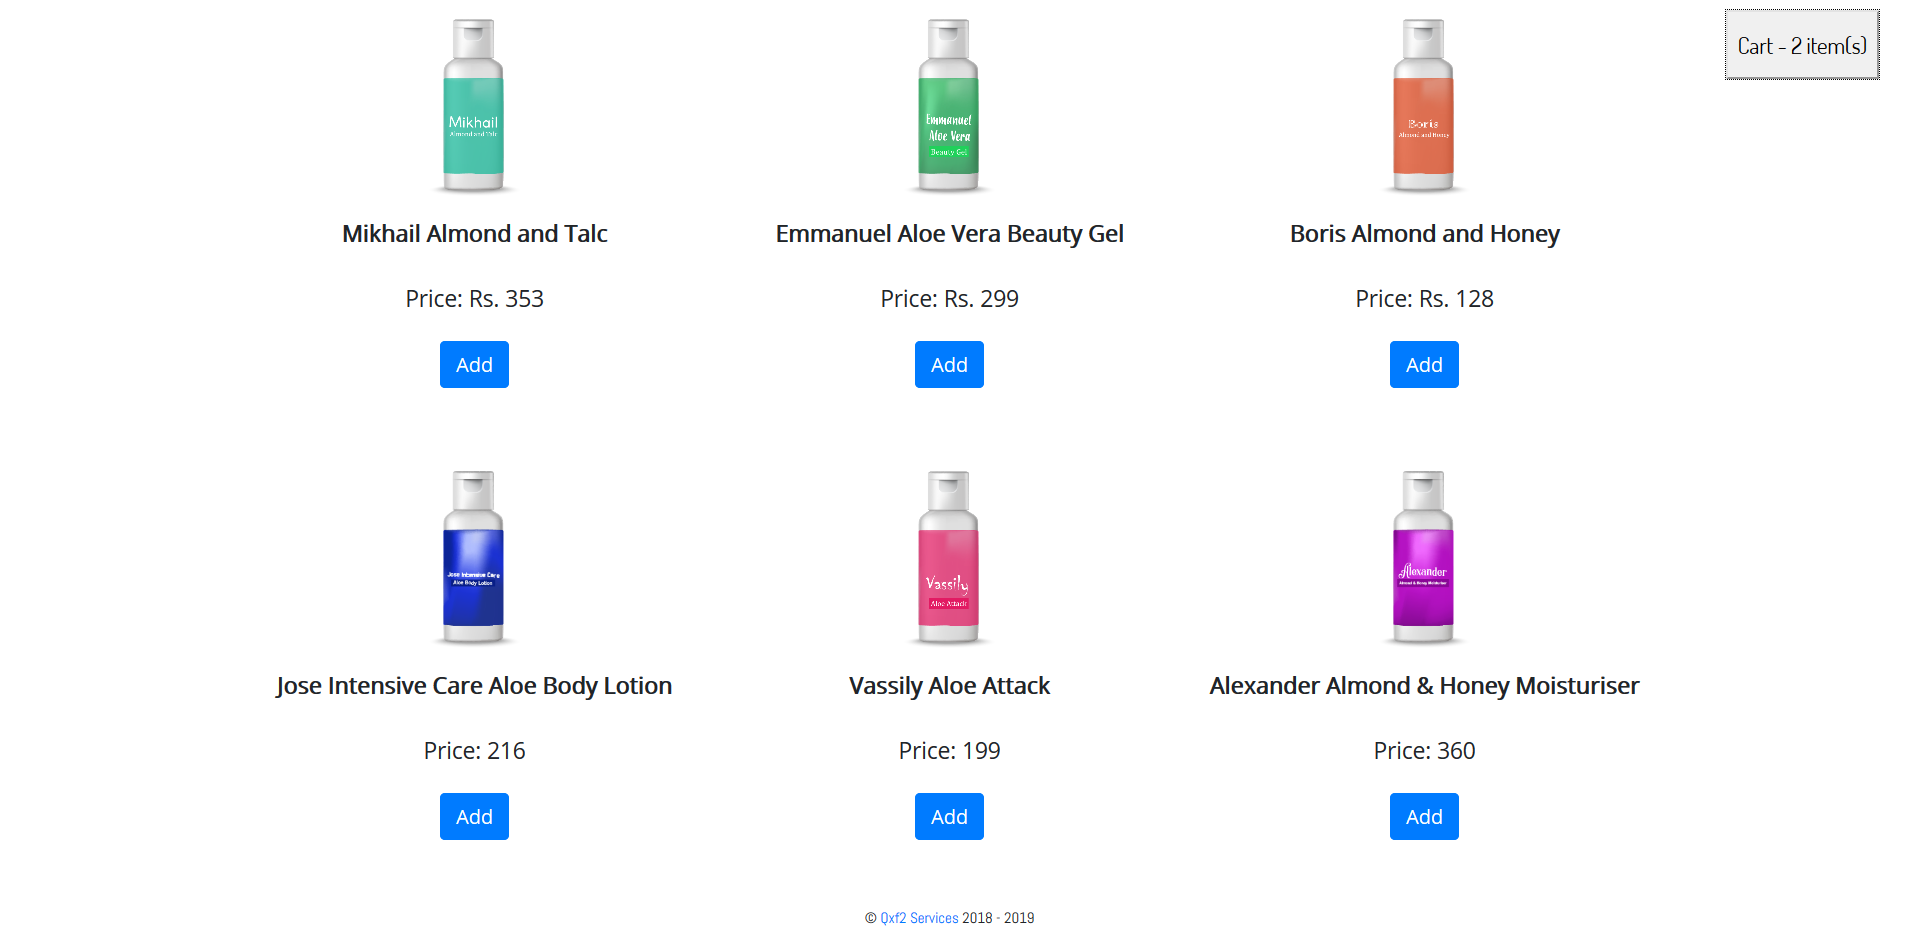 Cart - 2 item(s)
Mikhail
Almond and Talc
Emmanuel
Aloe Vera
Beauty Gel
Boris
Almond and Honey
Mikhail Almond and Talc
Emmanuel Aloe Vera Beauty Gel
Boris Almond and Honey
Price: Rs. 353
Price: Rs. 299
Price: Rs. 128
Add
Add
Add
Jose Intensive Care
Aloe Body Lotion
Vassily
Aloe Attack
Alexander
Almond & Honey Moisturiser
Jose Intensive Care Aloe Body Lotion
Vassily Aloe Attack
Alexander Almond & Honey Moisturiser
Price: 216
Price: 199
Price: 360
Add
Add
Add
© Qxf2 Services 2018 - 2019